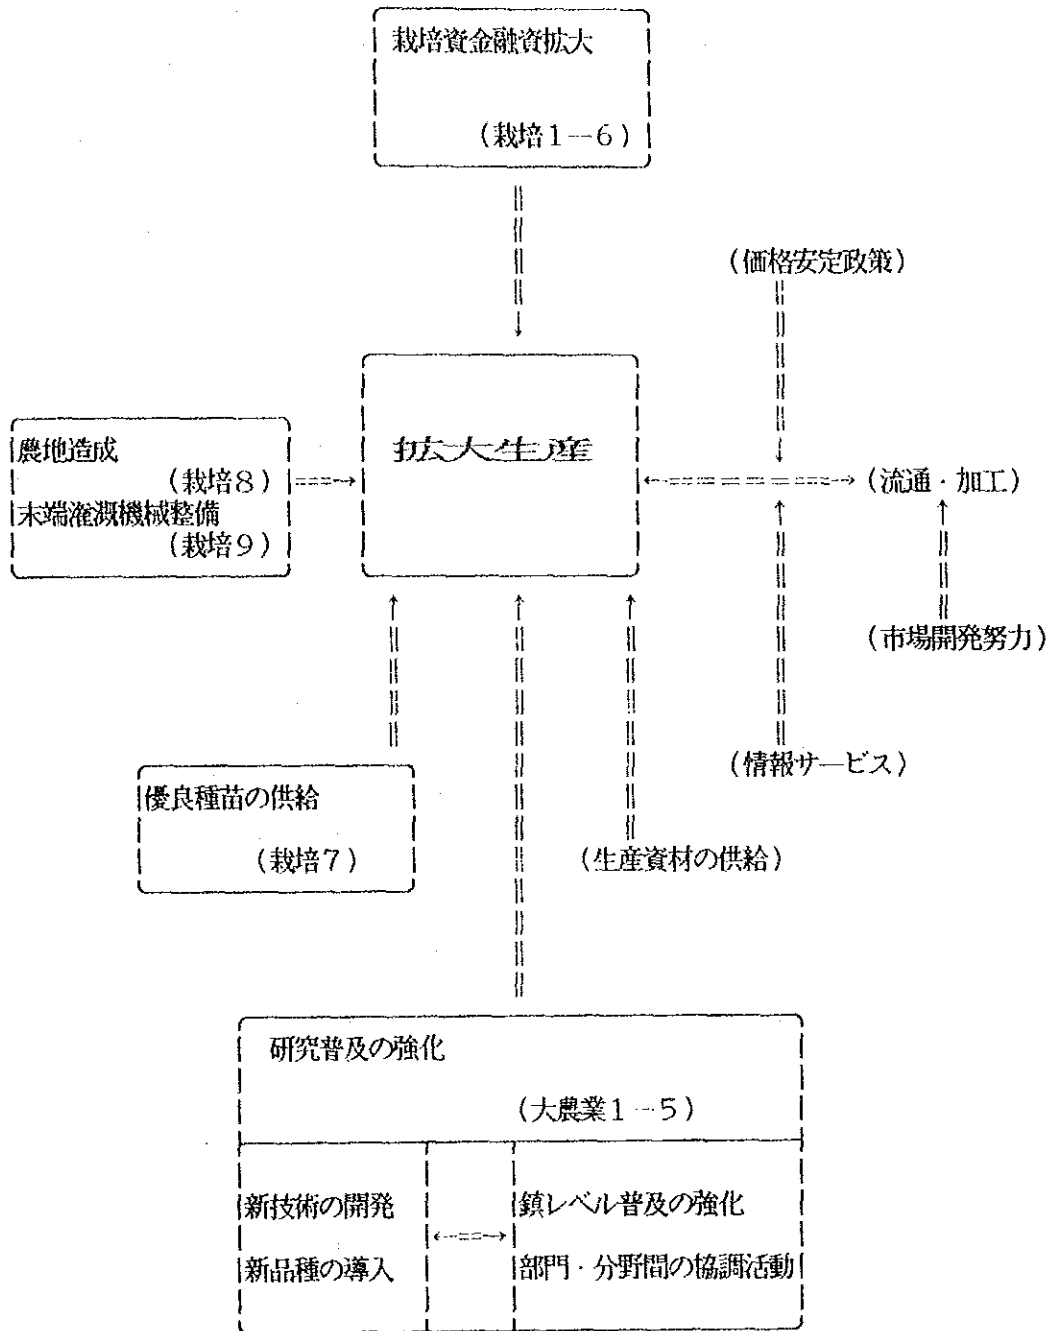 栽培資金融資拡大
(栽培1--6)
(価格安定政策)
農地造成
(栽培8)
末端潅漑機械整備
(栽培9)
拡大生産
(流通・加工)
(市場開発努力)
(情報サービス)
優良種苗の供給
(栽培7)
(生産資材の供給)
研究普及の強化
(大農業1--5)
新技術の開発
新品種の導入
鎮レベル普及の強化
部門・分野間の協調活動